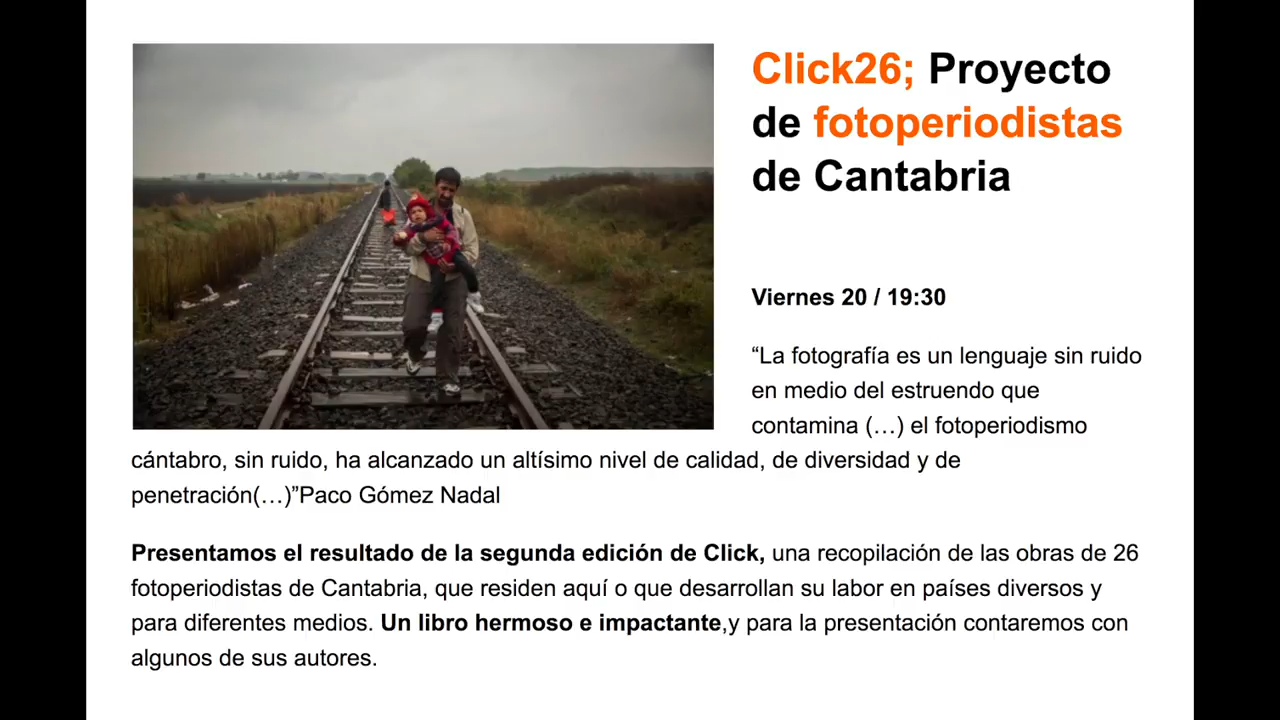 Click26; Proyecto
de fotoperiodistas
de Cantabria
Viernes 20 / 19:30
“La fotografía es un lenguaje sin ruido
en medio del estruendo que
contamina (…) el fotoperiodismo
cántabro, sin ruido, ha alcanzado un altísimo nivel de calidad, de diversidad y de
penetración(…)”Paco Gómez Nadal
Presentamos el resultado de la segunda edición de Click, una recopilación de las obras de 26
fotoperiodistas de Cantabria, que residen aquí o que desarrollan su labor en países diversos y
para diferentes medios. Un libro hermoso e impactante,y para la presentación contaremos con
algunos de sus autores.